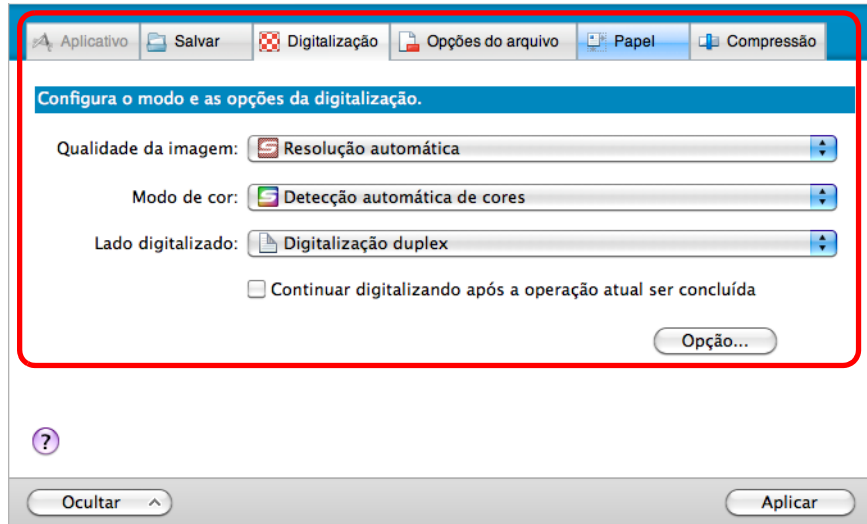 Aplicativo Salvar Digitalização Opções do arquivo Papel Compressão
Configura o modo e as opções da digitalização.
Qualidade da imagem: Resolução automática
Modo de cor: Detecção automática de cores
Lado digitalizado: Digitalização duplex
Continuar digitalizando após a operação atual ser concluída
Opção...
?
Ocultar Aplicar